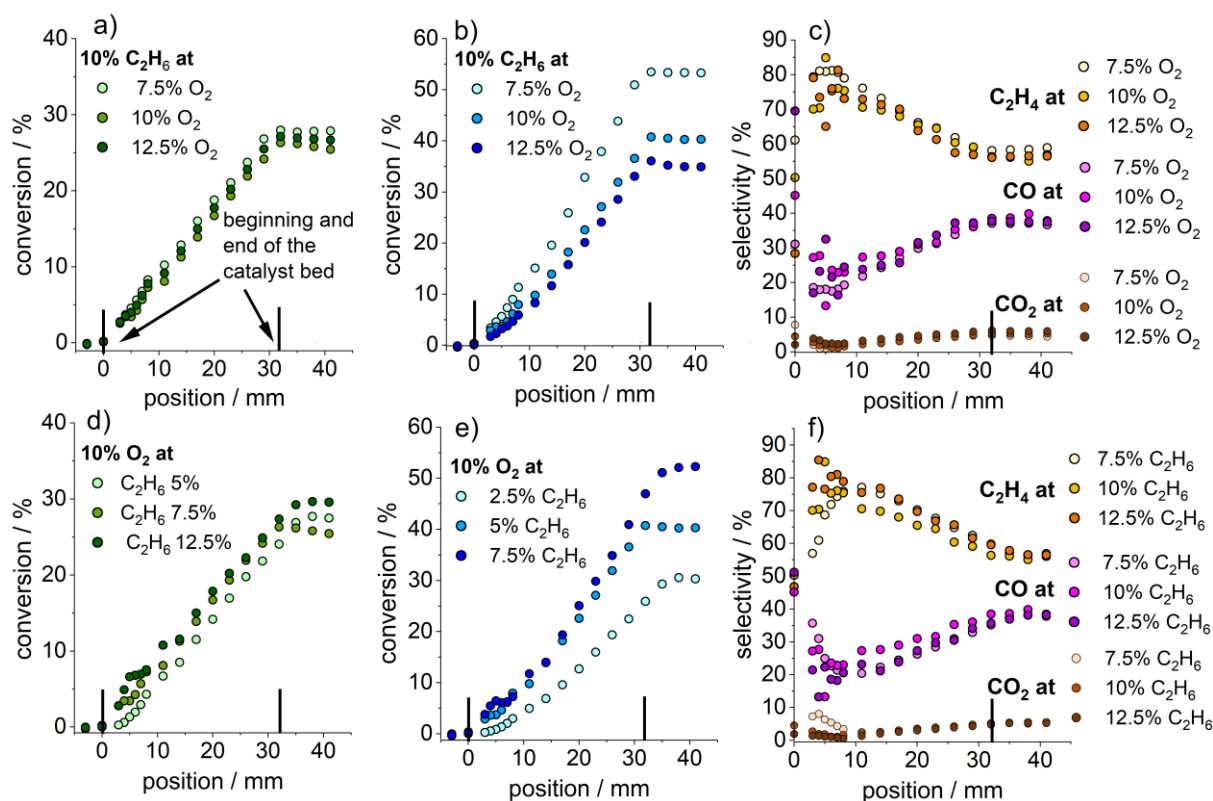 a)
10% C₂H₆ at
7.5% O₂
10% O₂
12.5% O₂
beginning and
end of the
catalyst bed
conversion / %
40
30
20
10
0
0 10 20 30 40
position / mm
b)
10% C₂H₆ at
7.5% O₂
10% O₂
12.5% O₂
conversion / %
60
50
40
30
20
10
0
0 10 20 30 40
position / mm
c)
C₂H₄ at
7.5% O₂
10% O₂
12.5% O₂
CO at
7.5% O₂
10% O₂
12.5% O₂
CO₂ at
7.5% O₂
10% O₂
12.5% O₂
selectivity / %
90
80
70
60
50
40
30
20
10
0
0 10 20 30 40
position / mm
d)
10% O₂ at
C₂H₆ 5%
C₂H₆ 7.5%
C₂H₆ 12.5%
conversion / %
40
30
20
10
0
0 10 20 30 40
position / mm
e)
10% O₂ at
2.5% C₂H₆
5% C₂H₆
7.5% C₂H₆
conversion / %
60
50
40
30
20
10
0
0 10 20 30 40
position / mm
f)
C₂H₄ at
7.5% C₂H₆
10% C₂H₆
12.5% C₂H₆
CO at
7.5% C₂H₆
10% C₂H₆
12.5% C₂H₆
CO₂ at
7.5% C₂H₆
10% C₂H₆
12.5% C₂H₆
selectivity / %
90
80
70
60
50
40
30
20
10
0
0 10 20 30 40
position / mm